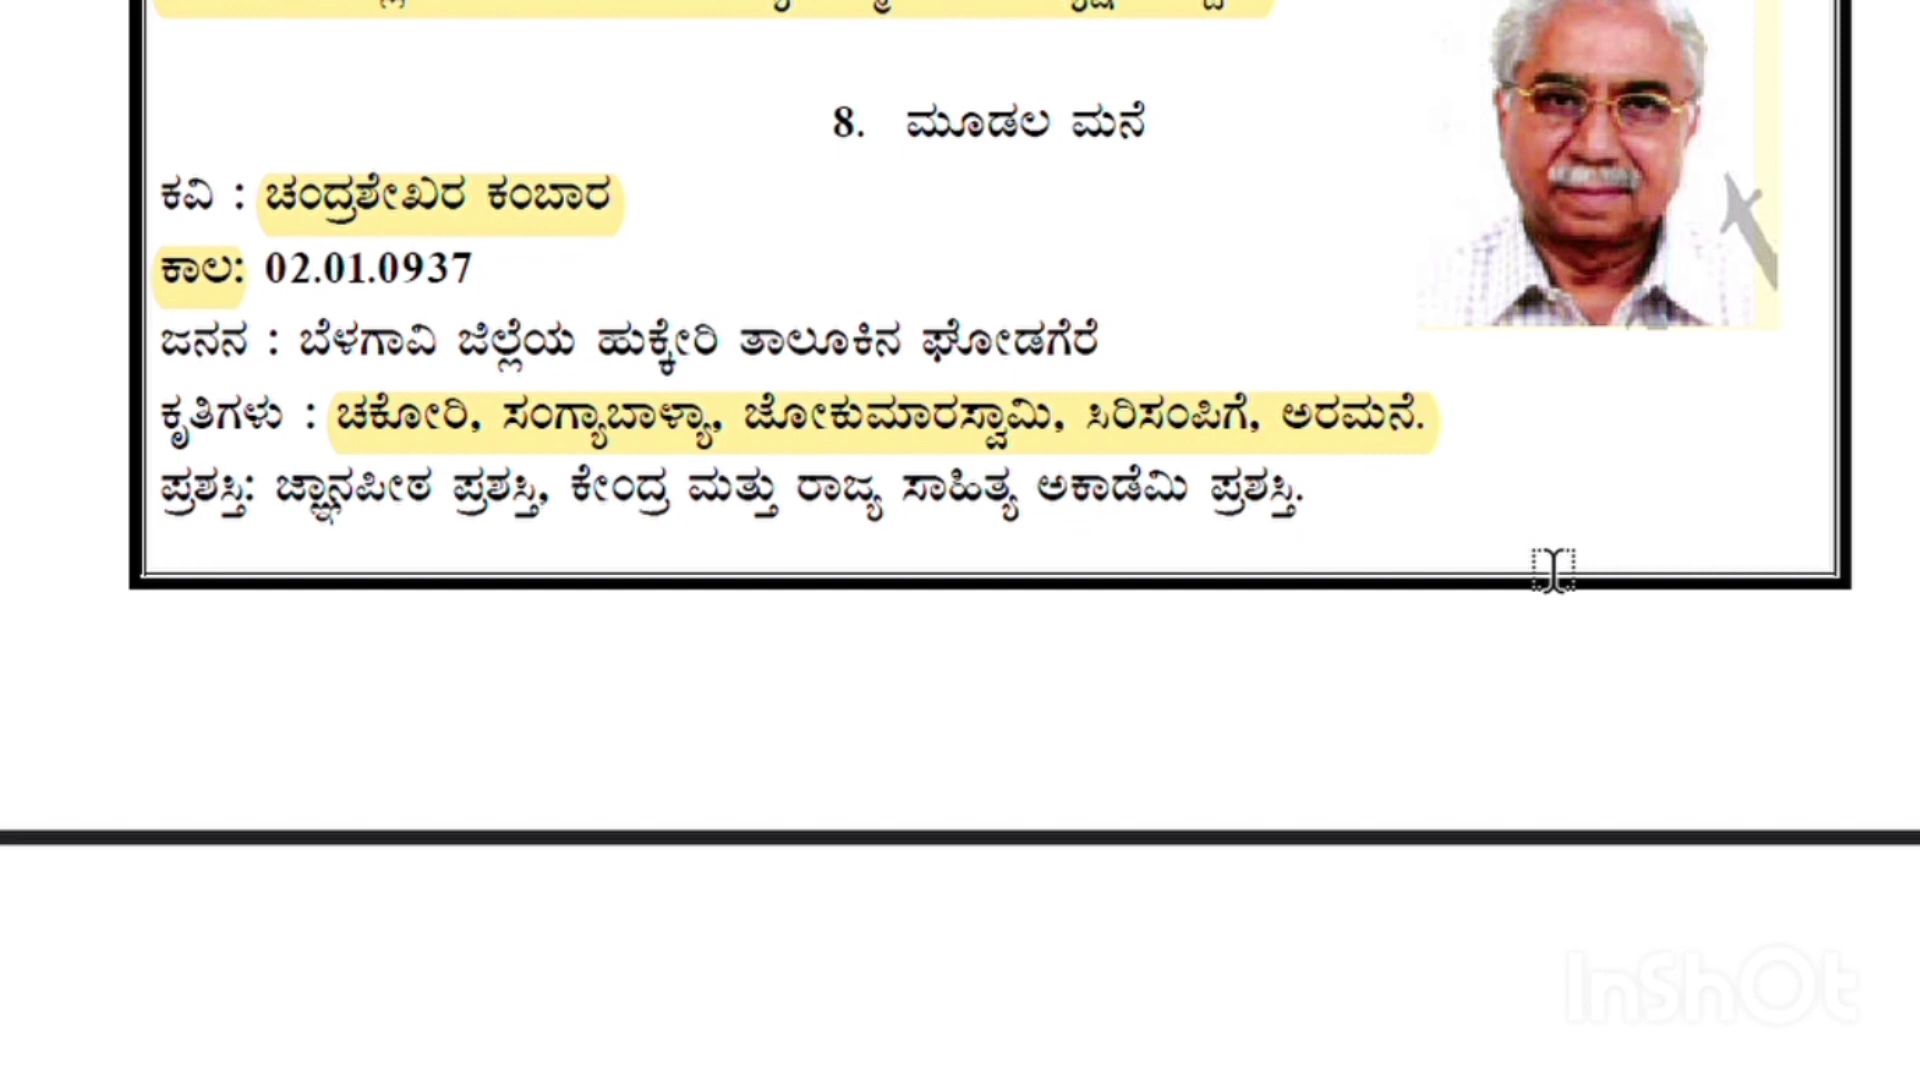 8. ಮೂಡಲ ಮನೆ
ಕವಿ : ಚಂದ್ರಶೇಖರ ಕಂಬಾರ
ಕಾಲ: 02.01.0937
ಜನನ : ಬೆಳಗಾವಿ ಜಿಲ್ಲೆಯ ಹುಕ್ಕೇರಿ ತಾಲೂಕಿನ ಘೋಡಗೆರೆ
ಕೃತಿಗಳು : ಚಕೋರಿ, ಸಂಗ್ಯಾಬಾಳ್ಯಾ, ಜೋಕುಮಾರಸ್ವಾಮಿ, ಸಿರಿಸಂಪಿಗೆ, ಅರಮನೆ.
ಪ್ರಶಸ್ತಿ: ಜ್ಞಾನಪೀಠ ಪ್ರಶಸ್ತಿ, ಕೇಂದ್ರ ಮತ್ತು ರಾಜ್ಯ ಸಾಹಿತ್ಯ ಅಕಾಡೆಮಿ ಪ್ರಶಸ್ತಿ.
InShOt